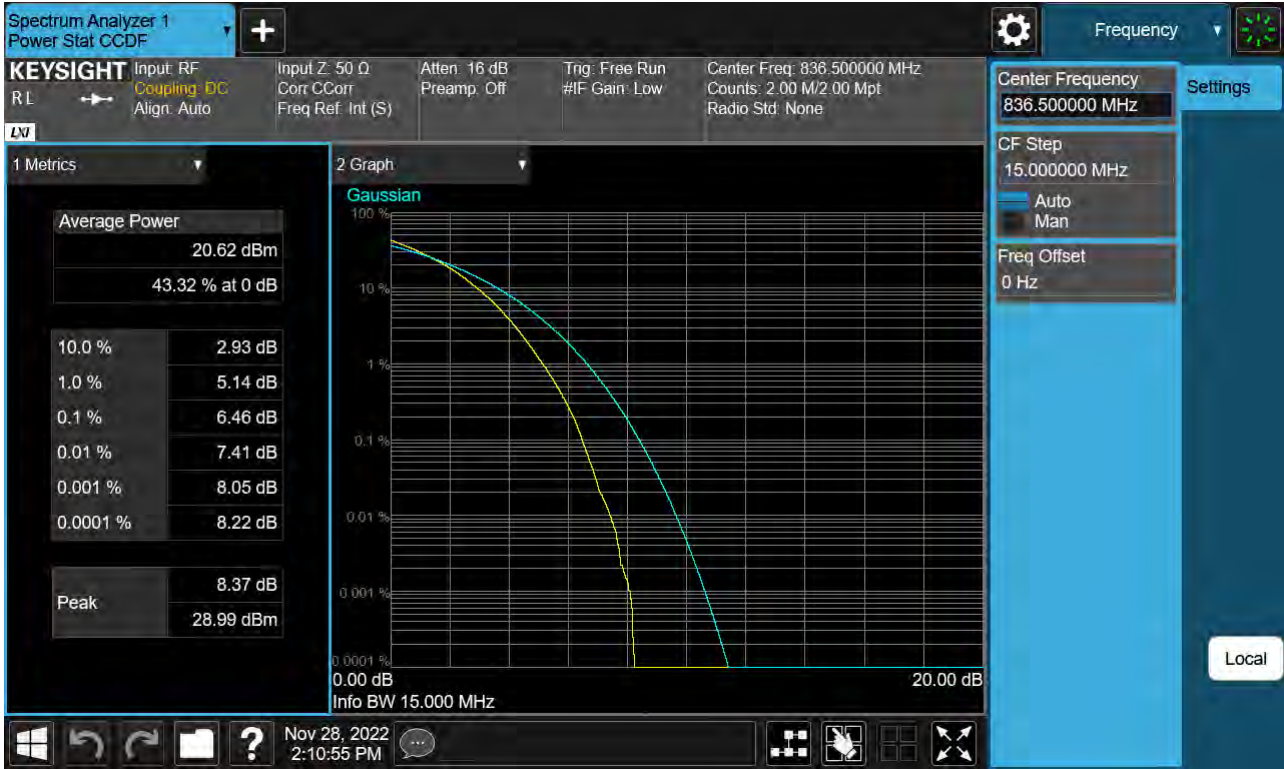 Spectrum Analyzer 1
Power Stat CCDF
Frequency
KEYSIGHT
R L
LXI
Input: RF
Coupling: DC
Align: Auto
Input Z: 50 Ω
Corr CCorr
Freq Ref: Int (S)
Atten: 16 dB
Preamp: Off
Trig: Free Run
#IF Gain: Low
Center Freq: 836.500000 MHz
Counts: 2.00 M/2.00 Mpt
Radio Std: None
Center Frequency
836.500000 MHz
Settings
CF Step
15.000000 MHz
Auto
Man
Freq Offset
0 Hz
Local
1 Metrics
Average Power
20.62 dBm
43.32 % at 0 dB
10.0 % 2.93 dB
1.0 % 5.14 dB
0.1 % 6.46 dB
0.01 % 7.41 dB
0.001 % 8.05 dB
0.0001 % 8.22 dB
Peak
8.37 dB
28.99 dBm
2 Graph
Gaussian
100 %
10 %
1 %
0.1 %
0.01 %
0.001 %
0.0001 %
0.00 dB 20.00 dB
Info BW 15.000 MHz
?
Nov 28, 2022
2:10:55 PM